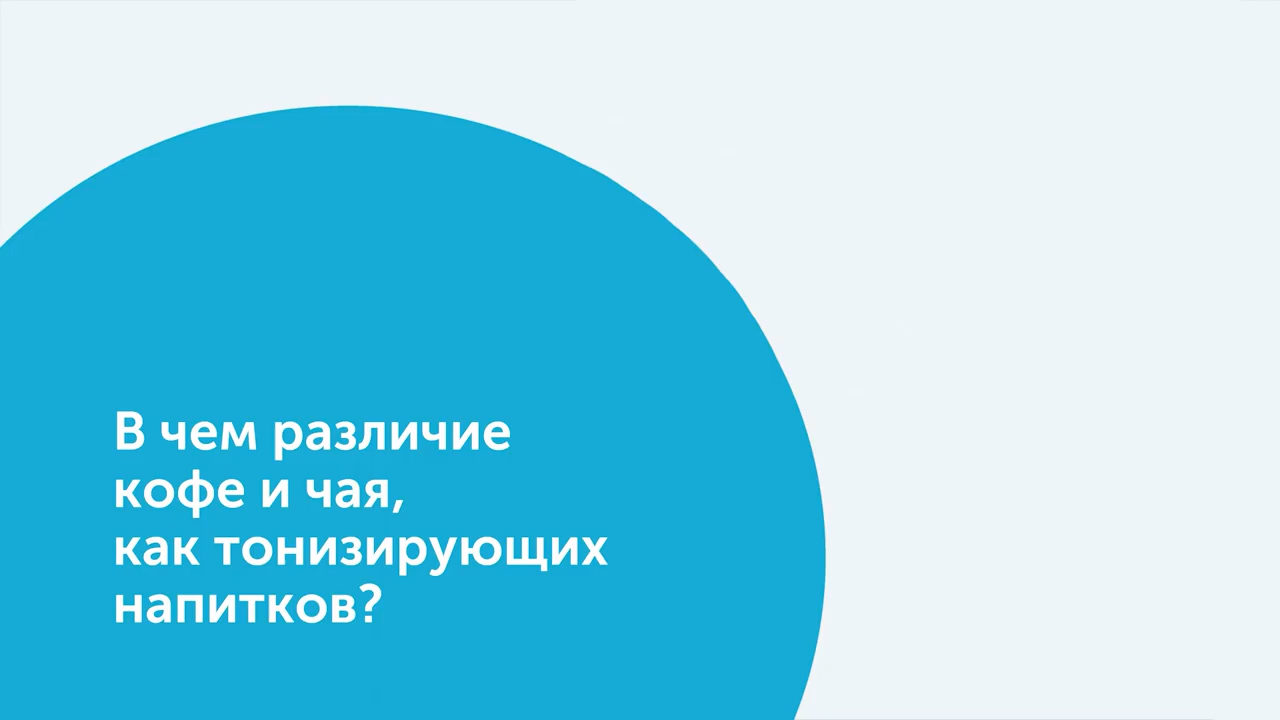 В чем различие
кофе и чая,
как тонизирующих
напитков?